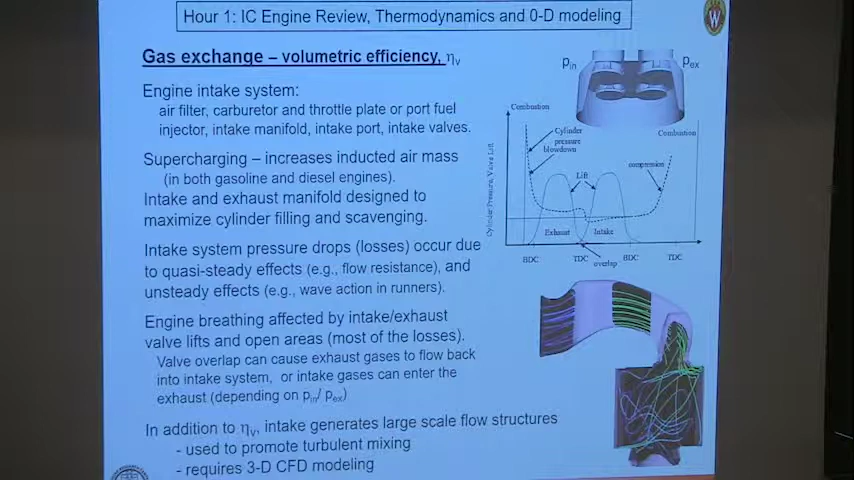 Hour 1: IC Engine Review, Thermodynamics and 0-D modeling
Gas exchange – volumetric efficiency, ηv
Engine intake system:
air filter, carburetor and throttle plate or port fuel
injector, intake manifold, intake port, intake valves.
Supercharging – increases inducted air mass
(in both gasoline and diesel engines).
Intake and exhaust manifold designed to
maximize cylinder filling and scavenging.
Intake system pressure drops (losses) occur due
to quasi-steady effects (e.g., flow resistance), and
unsteady effects (e.g., wave action in runners).
Engine breathing affected by intake/exhaust
valve lifts and open areas (most of the losses).
Valve overlap can cause exhaust gases to flow back
into intake system, or intake gases can enter the
exhaust (depending on pin/ pex)
In addition to ηv, intake generates large scale flow structures
- used to promote turbulent mixing
- requires 3-D CFD modeling
pin
pex
Combustion
Combustion
Cylinder
pressure
blowdown
compression
Lift
Cylinder Pressure/Valve Lift
Exhaust
Intake
BDC
TDC
BDC
TDC
overlap
W